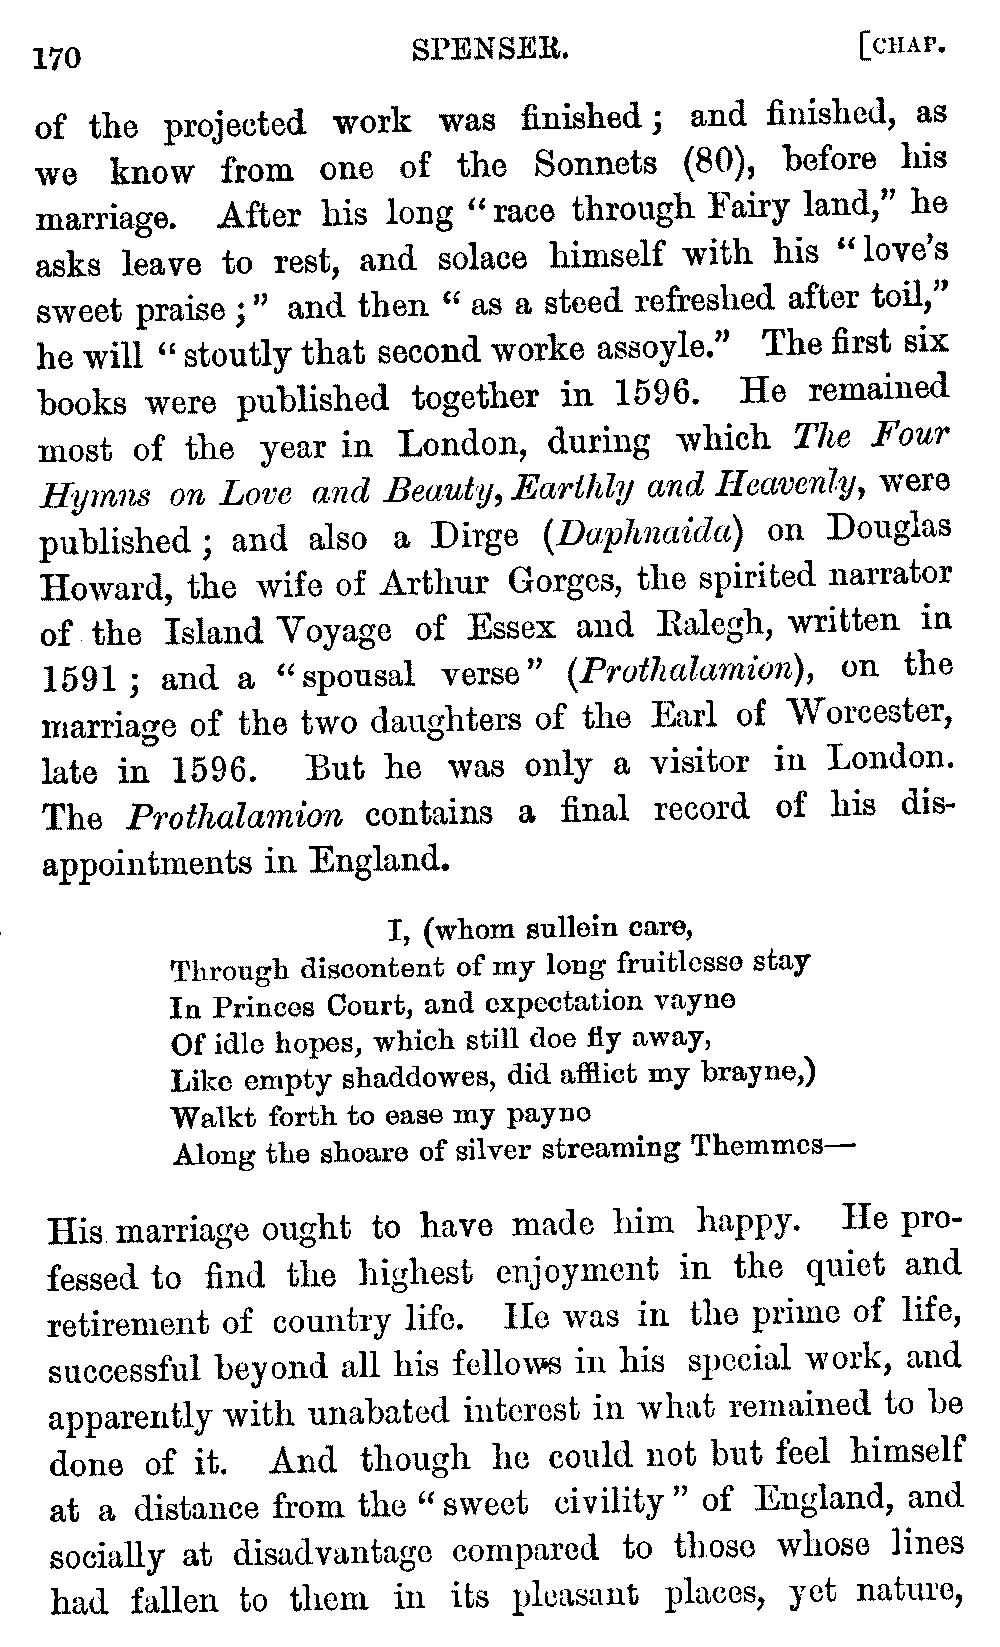 170 SPENSER. [CHAP.
of the projected work was finished ; and finished, as
we know from one of the Sonnets (80), before his
marriage. After his long “race through Fairy land,” he
asks leave to rest, and solace himself with his “love’s
sweet praise ;” and then “as a steed refreshed after toil,”
he will “stoutly that second worke assoyle.” The first six
books were published together in 1596. He remained
most of the year in London, during which The Four
Hymns on Love and Beauty, Earthly and Heavenly, were
published ; and also a Dirge (Daphnaida) on Douglas
Howard, the wife of Arthur Gorges, the spirited narrator
of the Island Voyage of Essex and Ralegh, written in
1591 ; and a “spousal verse” (Prothalamion), on the
marriage of the two daughters of the Earl of Worcester,
late in 1596. But he was only a visitor in London.
The Prothalamion contains a final record of his dis-
appointments in England.
I, (whom sullein care,
Through discontent of my long fruitlesse stay
In Princes Court, and expectation vayne
Of idle hopes, which still doe fly away,
Like empty shaddowes, did afflict my brayne,)
Walkt forth to ease my payne
Along the shoare of silver streaming Themmes—
His marriage ought to have made him happy. He pro-
fessed to find the highest enjoyment in the quiet and
retirement of country life. He was in the prime of life,
successful beyond all his fellows in his special work, and
apparently with unabated interest in what remained to be
done of it. And though he could not but feel himself
at a distance from the “sweet civility” of England, and
socially at disadvantage compared to those whose lines
had fallen to them in its pleasant places, yet nature,